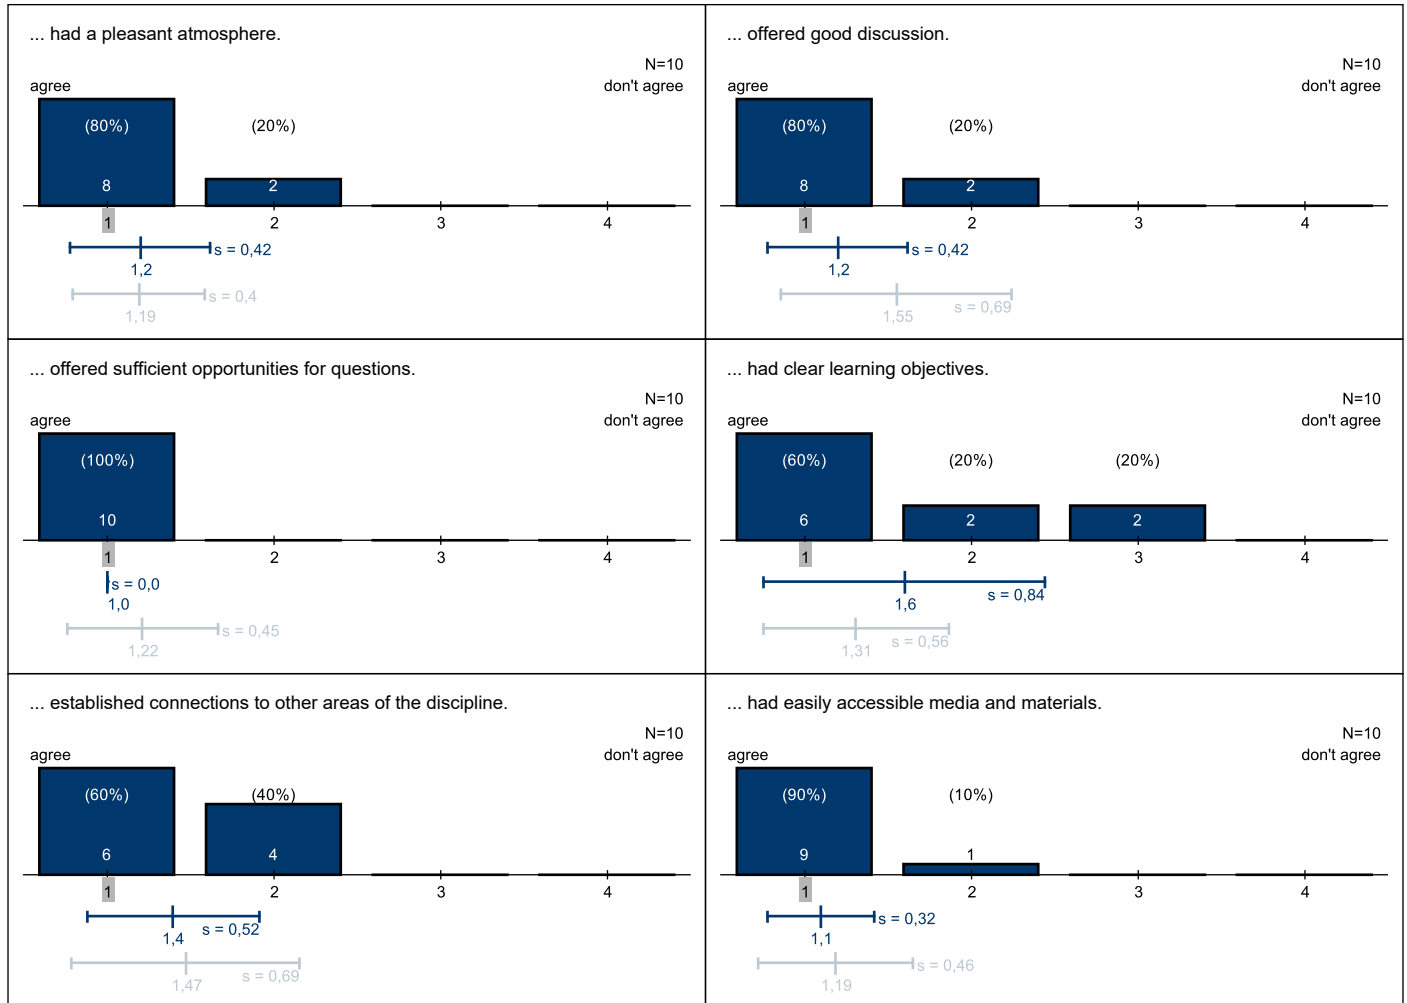 ... had a pleasant atmosphere.
N=10
agree don't agree
(80%) (20%)
8 2
1 2 3 4
s = 0,42
1,2
s = 0,4
1,19
... offered good discussion.
N=10
agree don't agree
(80%) (20%)
8 2
1 2 3 4
s = 0,42
1,2
s = 0,69
1,55
... offered sufficient opportunities for questions.
N=10
agree don't agree
(100%)
10
1 2 3 4
s = 0,0
1,0
s = 0,45
1,22
... had clear learning objectives.
N=10
agree don't agree
(60%) (20%) (20%)
6 2 2
1 2 3 4
s = 0,84
1,6
s = 0,56
1,31
... established connections to other areas of the discipline.
N=10
agree don't agree
(60%) (40%)
6 4
1 2 3 4
s = 0,52
1,4
s = 0,69
1,47
... had easily accessible media and materials.
N=10
agree don't agree
(90%) (10%)
9 1
1 2 3 4
s = 0,32
1,1
s = 0,46
1,19